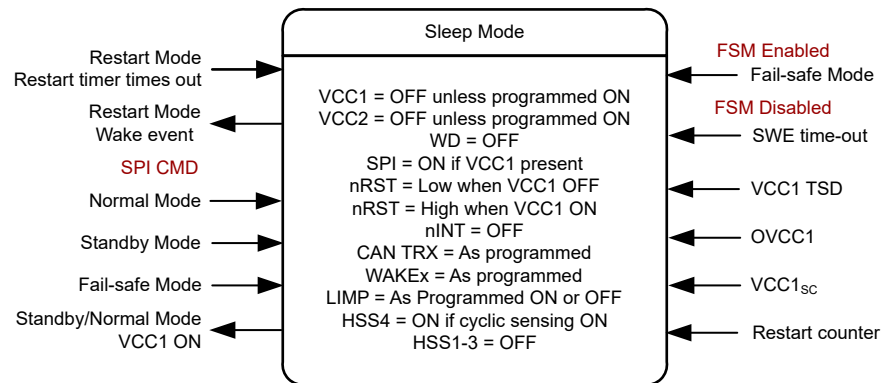 Sleep Mode
Restart Mode
Restart timer times out
Restart Mode
Wake event
SPI CMD
Normal Mode
Standby Mode
Fail-safe Mode
Standby/Normal Mode
VCC1 ON
VCC1 = OFF unless programmed ON
VCC2 = OFF unless programmed ON
WD = OFF
SPI = ON if VCC1 present
nRST = Low when VCC1 OFF
nRST = High when VCC1 ON
nINT = OFF
CAN TRX = As programmed
WAKEx = As programmed
LIMP = As Programmed ON or OFF
HSS4 = ON if cyclic sensing ON
HSS1-3 = OFF
FSM Enabled
Fail-safe Mode
FSM Disabled
SWE time-out
VCC1 TSD
OVCC1
VCC1SC
Restart counter